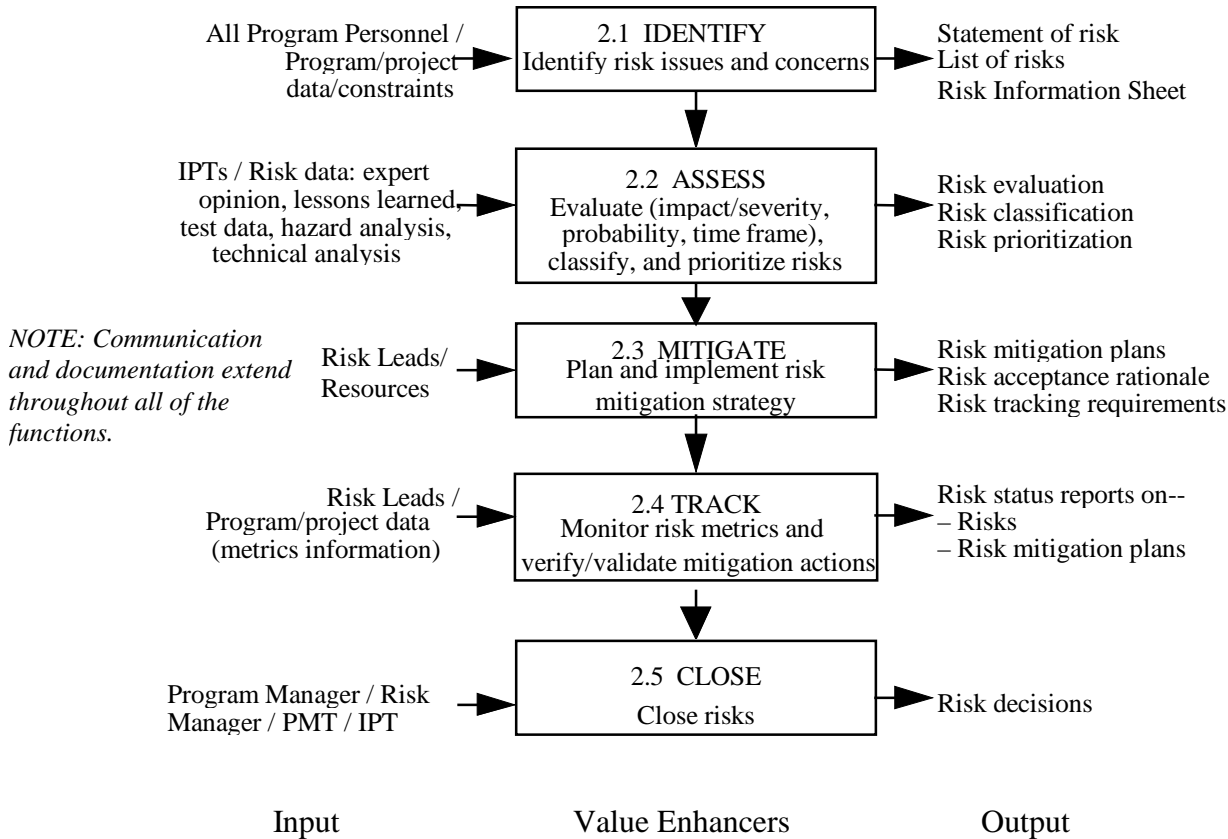 All Program Personnel /
Program/project
data/constraints
2.1 IDENTIFY
Identify risk issues and concerns
Statement of risk
List of risks
Risk Information Sheet
IPTs / Risk data: expert
opinion, lessons learned,
test data, hazard analysis,
technical analysis
2.2 ASSESS
Evaluate (impact/severity,
probability, time frame),
classify, and prioritize risks
Risk evaluation
Risk classification
Risk prioritization
NOTE: Communication
and documentation extend
throughout all of the
functions.
Risk Leads/
Resources
2.3 MITIGATE
Plan and implement risk
mitigation strategy
Risk mitigation plans
Risk acceptance rationale
Risk tracking requirements
Risk Leads /
Program/project data
(metrics information)
2.4 TRACK
Monitor risk metrics and
verify/validate mitigation actions
Risk status reports on--
– Risks
– Risk mitigation plans
Program Manager / Risk
Manager / PMT / IPT
2.5 CLOSE
Close risks
Risk decisions
Input
Value Enhancers
Output